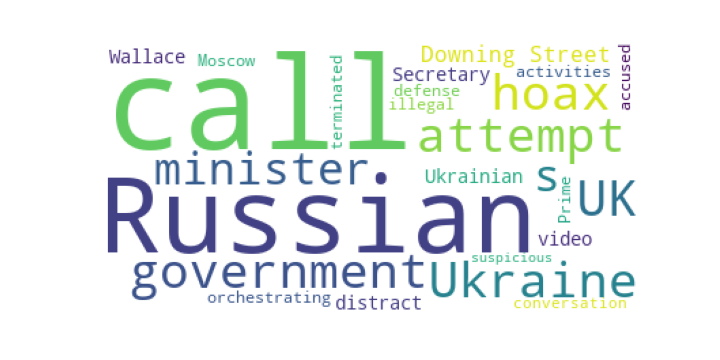 Wallace
Moscow
terminated
Downing Street
accused
Secretary
activities
call
defense
hoax
illegal
attempt
minister
Ukrainian
s
Prime
UK
Russian
video
government
suspicious
Ukraine
orchestrating
distract
conversation